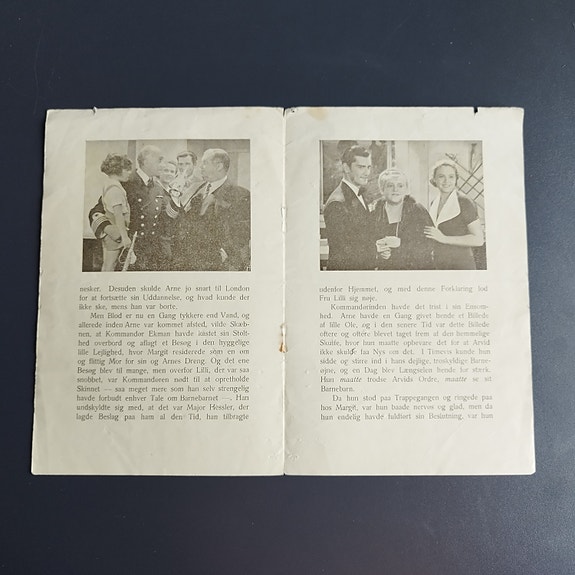 nesker. Desuden skulde Arne jo snart til London
for at fortsætte sin Uddannelse, og hvad kunde der
ikke ske, mens han var borte.
Men Blod er nu en Gang tykkere end Vand, og
allerede inden Arne var kommet afsted, vilde Skæb-
nen, at Kommandør Ekman havde kastet sin Stolt-
hed overbord og aflagt et Besøg i den hyggelige
lille Lejlighed, hvor Margit residerede som en øm
og flittig Mor for sin og Arnes Dreng. Og det ene
Besøg blev til mange, men overfor Lilli, der var saa
snobbet, var Kommandøren nødt til at opretholde
Skinnet — saa meget mere som han selv strengelig
havde forbudt enhver Tale om Barnebarnet —. Han
undskyldte sig med, at det var Major Hessler, der
lagde Beslag paa ham al den Tid, han tilbragte
udenfor Hjemmet, og med denne Forklaring lod
Fru Lilli sig nøje.
Kommandørinden havde det trist i sin Ensom-
hed. Arne havde en Gang givet hende et Billede
af lille Ole, og i den senere Tid var dette Billede
oftere og oftere blevet taget frem af den hemmelige
Skuffe, hvor hun maatte opbevare det for at Arvid
ikke skulde faa Nys om det. I Timevis kunde hun
sidde og stirre ind i hans dejlige, troskyldige Barne-
øjne, og en Dag blev Længselen hende for stærk.
Hun maatte trodse Arvids Ordre, maatte se sit
Barnebarn.
Da hun stod paa Trappegangen og ringede paa
hos Margit, var hun baade nervøs og glad, men da
hun endelig havde fuldført sin Beslutning, var hun